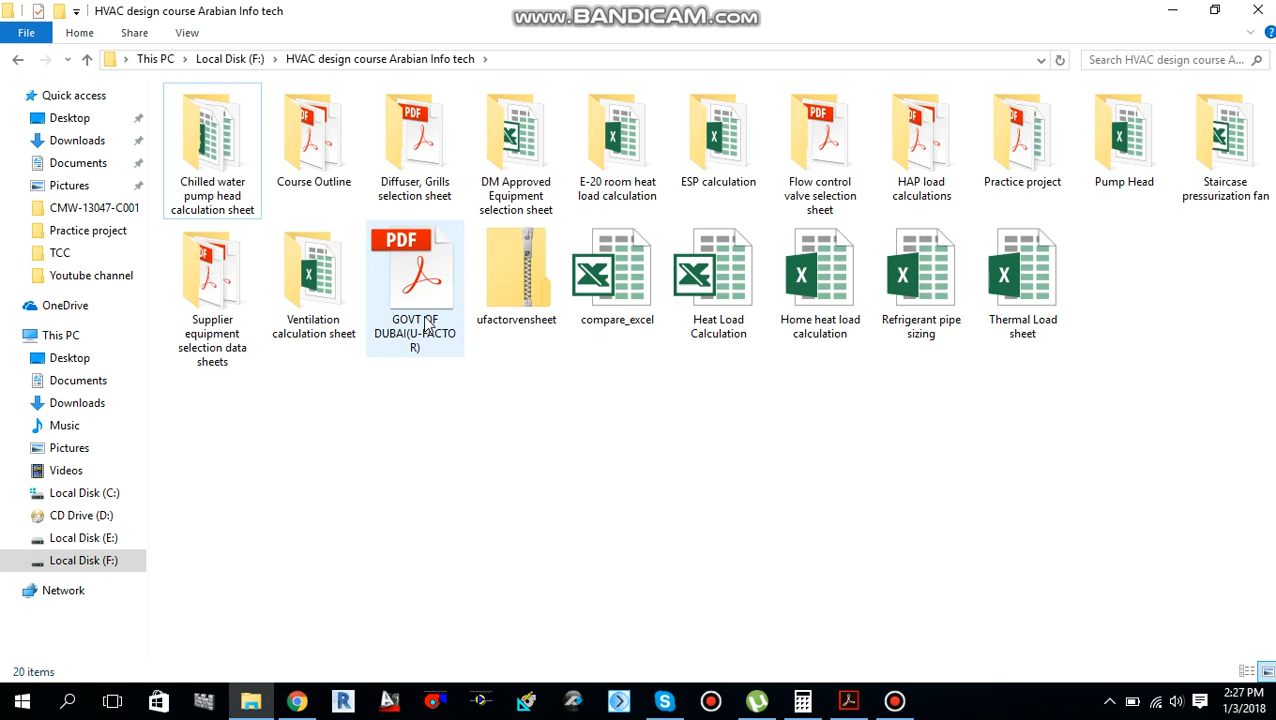 HVAC design course Arabian Info tech
www.BANDICAM.com
File Home Share View
This PC Local Disk (F:) HVAC design course Arabian Info tech
Search HVAC design course A...
Quick access
Desktop
Downloads
Documents
Pictures
CMW-13047-C001
Practice project
TCC
Youtube channel
OneDrive
This PC
Desktop
Documents
Downloads
Music
Pictures
Videos
Local Disk (C:)
CD Drive (D:)
Local Disk (E:)
Local Disk (F:)
Network
Chilled water
pump head
calculation sheet
Course Outline
Diffuser, Grills
selection sheet
DM Approved
Equipment
selection sheet
E-20 room heat
load calculation
ESP calculation
Flow control
valve selection
sheet
HAP load
calculations
Practice project
Pump Head
Staircase
pressurization fan
Supplier
equipment
selection data
sheets
Ventilation
calculation sheet
PDF
GOVT OF
DUBAI(U-FACTO
R)
ufactorvensheet
compare_excel
Heat Load
Calculation
Home heat load
calculation
Refrigerant pipe
sizing
Thermal Load
sheet
20 items
2:27 PM
1/3/2018